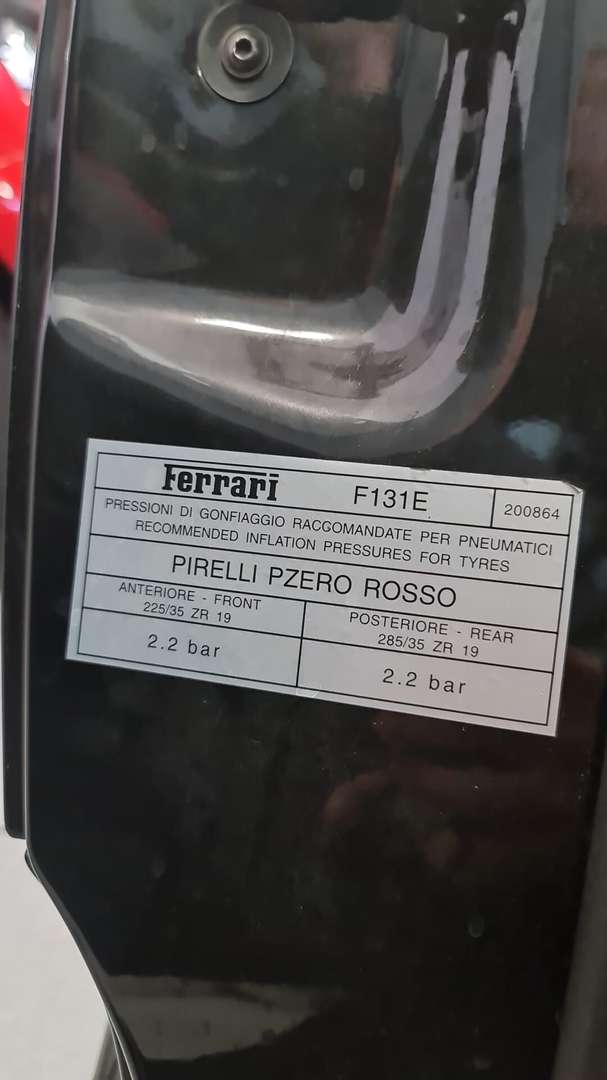 Ferrari F131E 200864
PRESSIONI DI GONFIAGGIO RACCOMANDATE PER PNEUMATICI
RECOMMENDED INFLATION PRESSURES FOR TYRES
PIRELLI PZERO ROSSO
ANTERIORE - FRONT
225/35 ZR 19
2.2 bar
POSTERIORE - REAR
285/35 ZR 19
2.2 bar